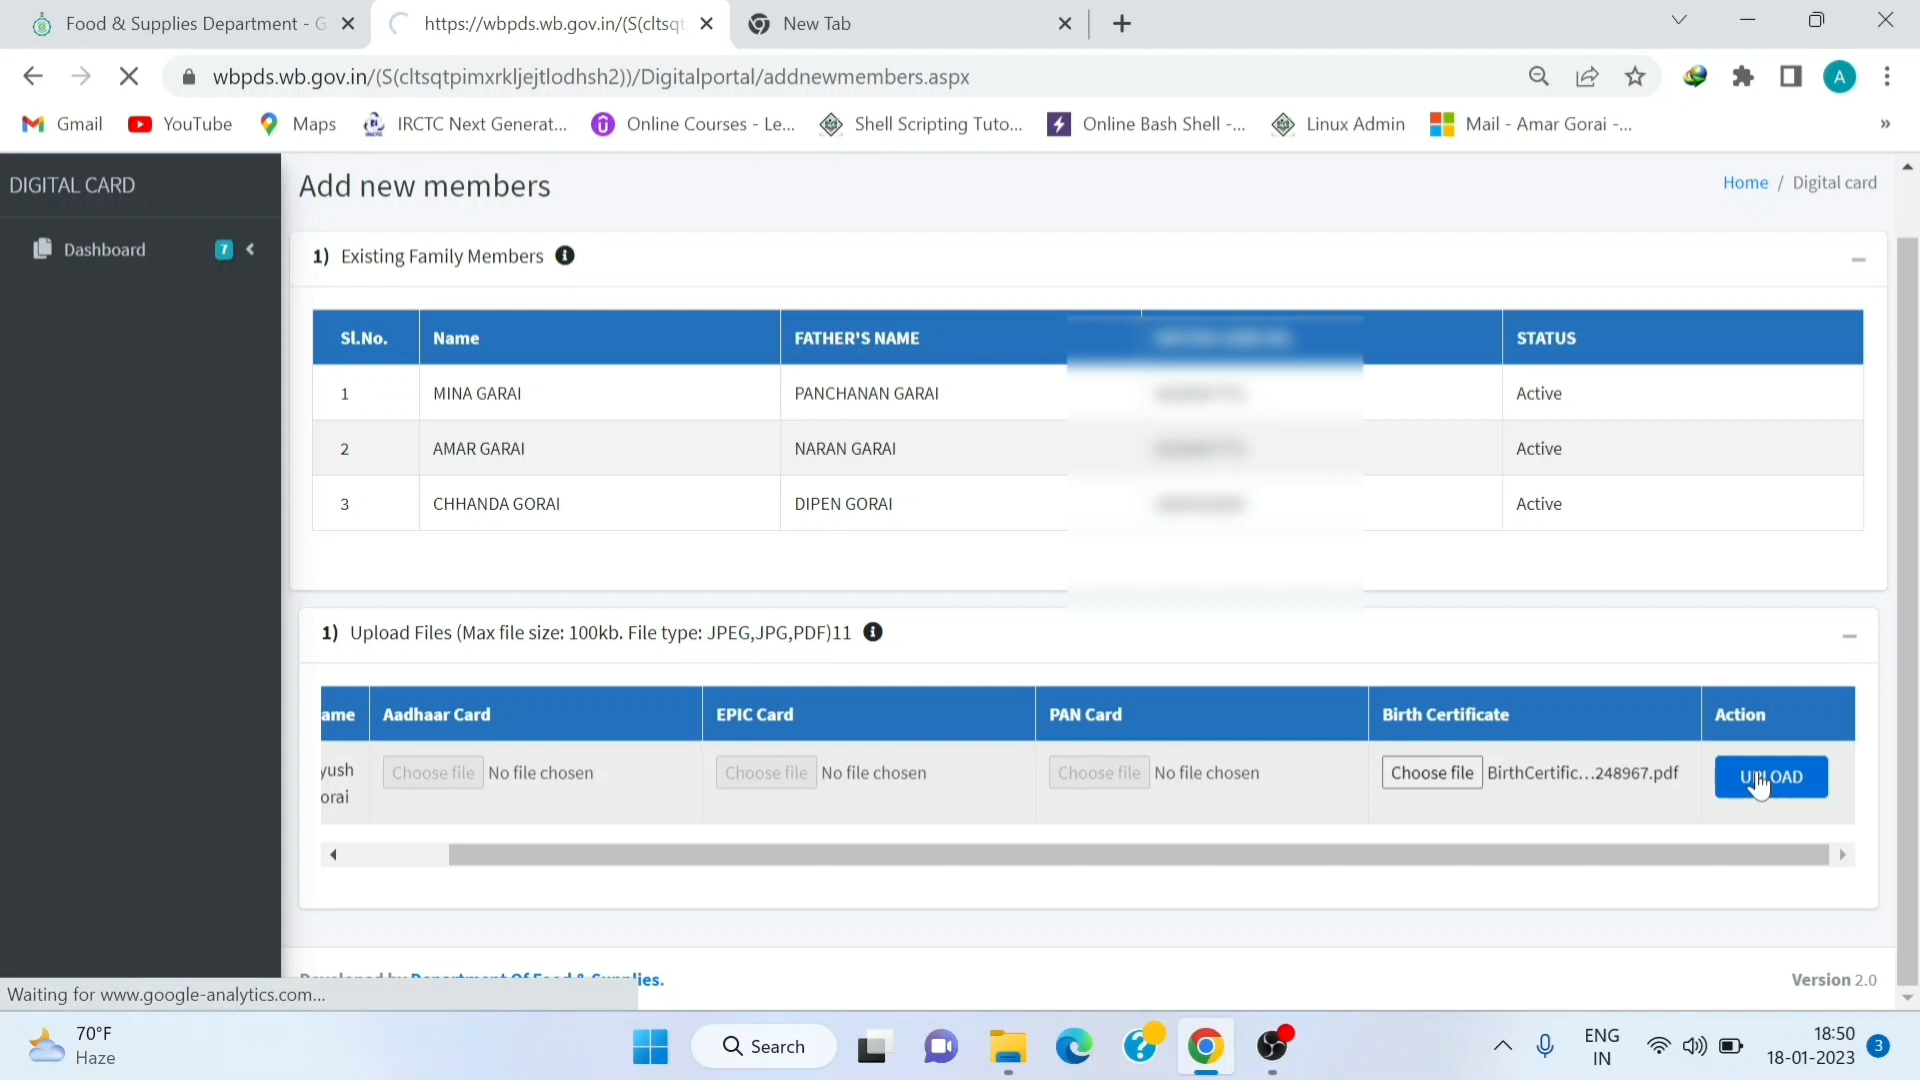 Food & Supplies Department - G
https://wbpds.wb.gov.in/(S(cltsqt
New Tab
wbpds.wb.gov.in/(S(cltsqtpimxrkljejtlodhsh2))/Digitalportal/addnewmembers.aspx
A
Gmail
YouTube
Maps
IRCTC Next Generat...
Online Courses - Le...
Shell Scripting Tuto...
Online Bash Shell -...
Linux Admin
Mail - Amar Gorai -...
»
DIGITAL CARD
Add new members
Home / Digital card
Dashboard 7
1) Existing Family Members
Sl.No. Name FATHER'S NAME STATUS
1 MINA GARAI PANCHANAN GARAI Active
2 AMAR GARAI NARAN GARAI Active
3 CHHANDA GORAI DIPEN GORAI Active
1) Upload Files (Max file size: 100kb. File type: JPEG,JPG,PDF)11
ame Aadhaar Card EPIC Card PAN Card Birth Certificate Action
yush Choose file No file chosen Choose file No file chosen Choose file No file chosen Choose file BirthCertific...248967.pdf UPLOAD
orai
Developed by Department Of Food & Supplies.
Version 2.0
Waiting for www.google-analytics.com...
70°F
Haze
Search
ENG
IN
18:50
18-01-2023
3